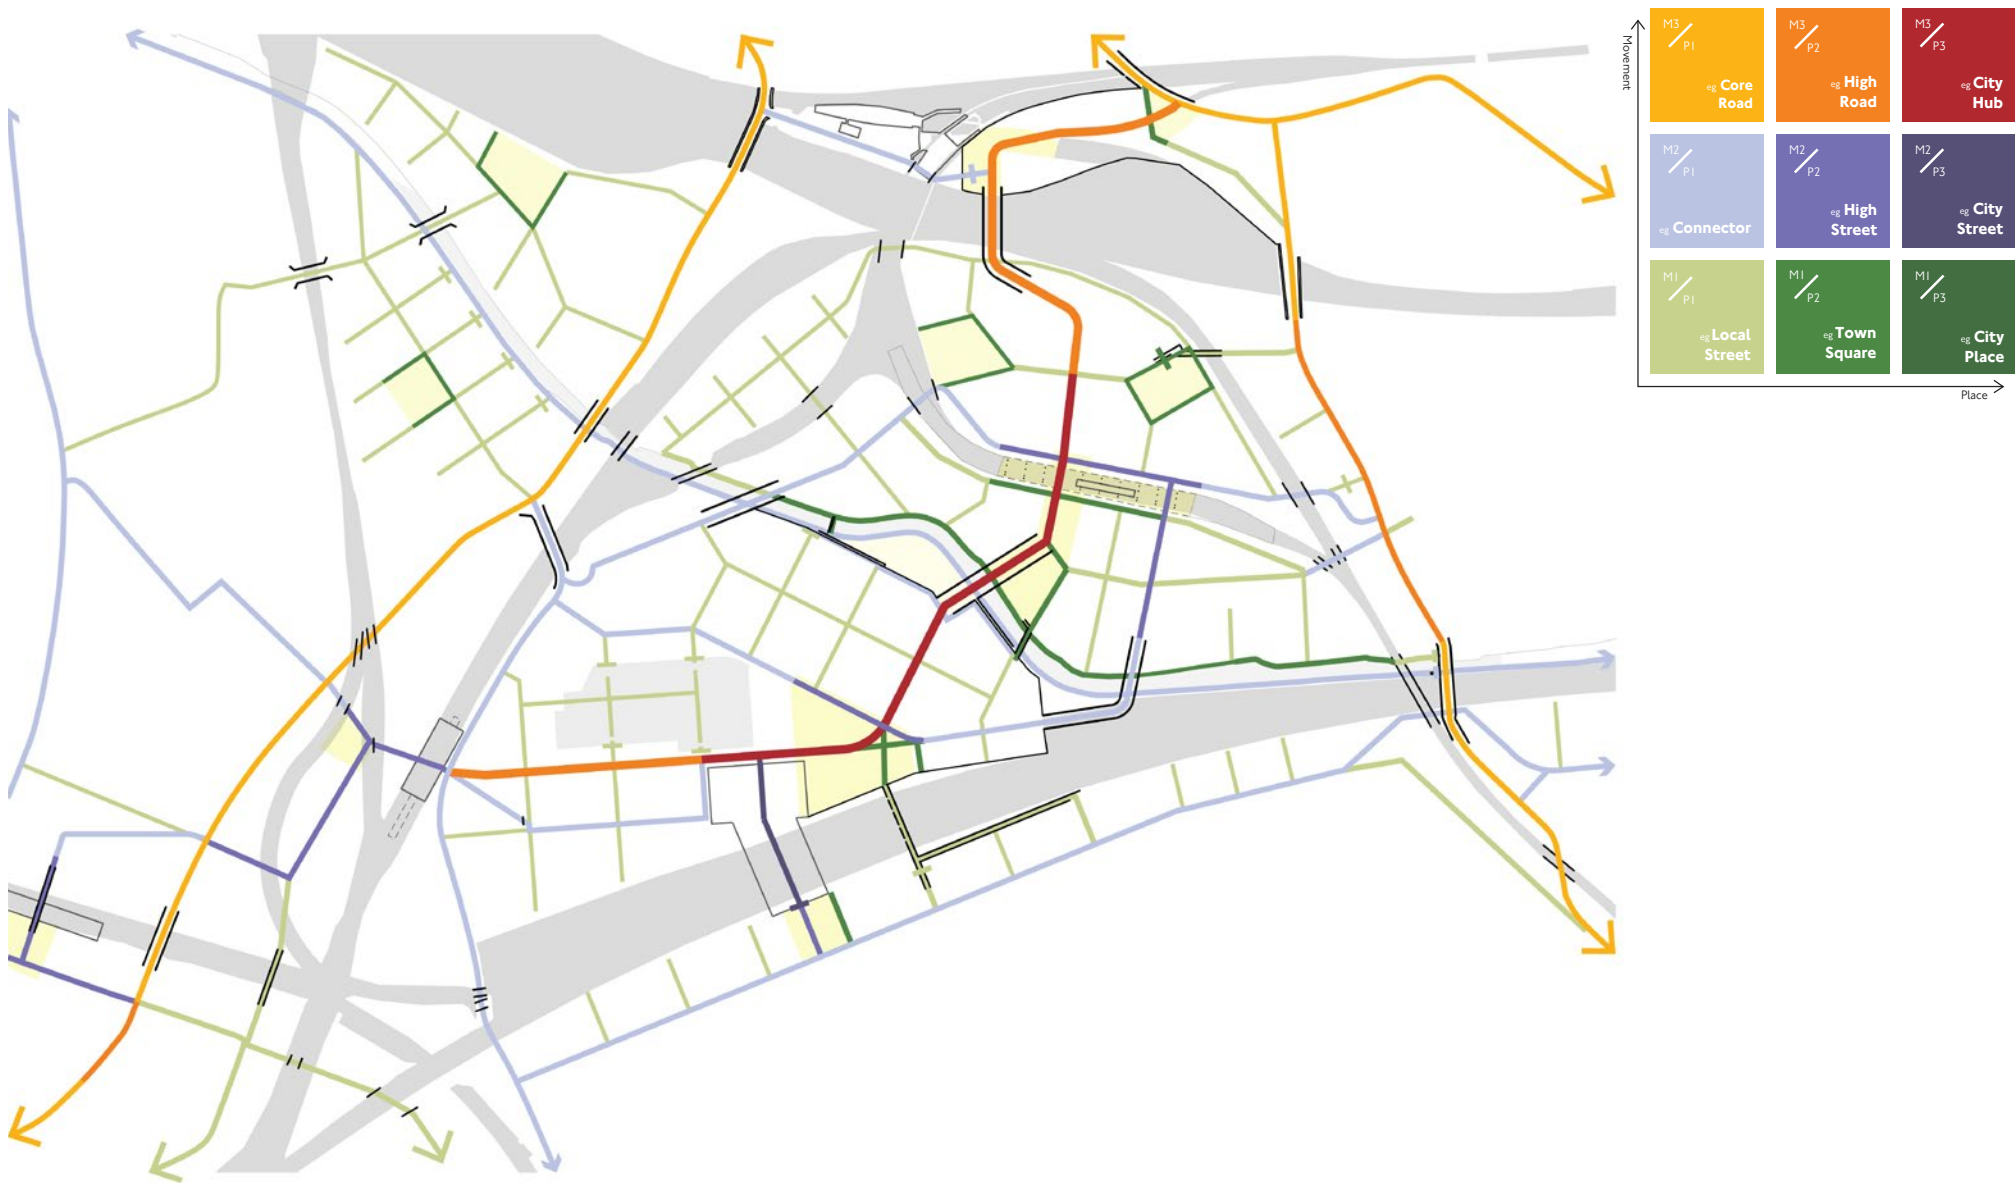 Movement
M3
P1
eg Core
Road
M3
P2
eg High
Road
M3
P3
eg City
Hub
M2
P1
eg Connector
M2
P2
eg High
Street
M2
P3
eg City
Street
M1
P1
eg Local
Street
M1
P2
eg Town
Square
M1
P3
eg City
Place
Place